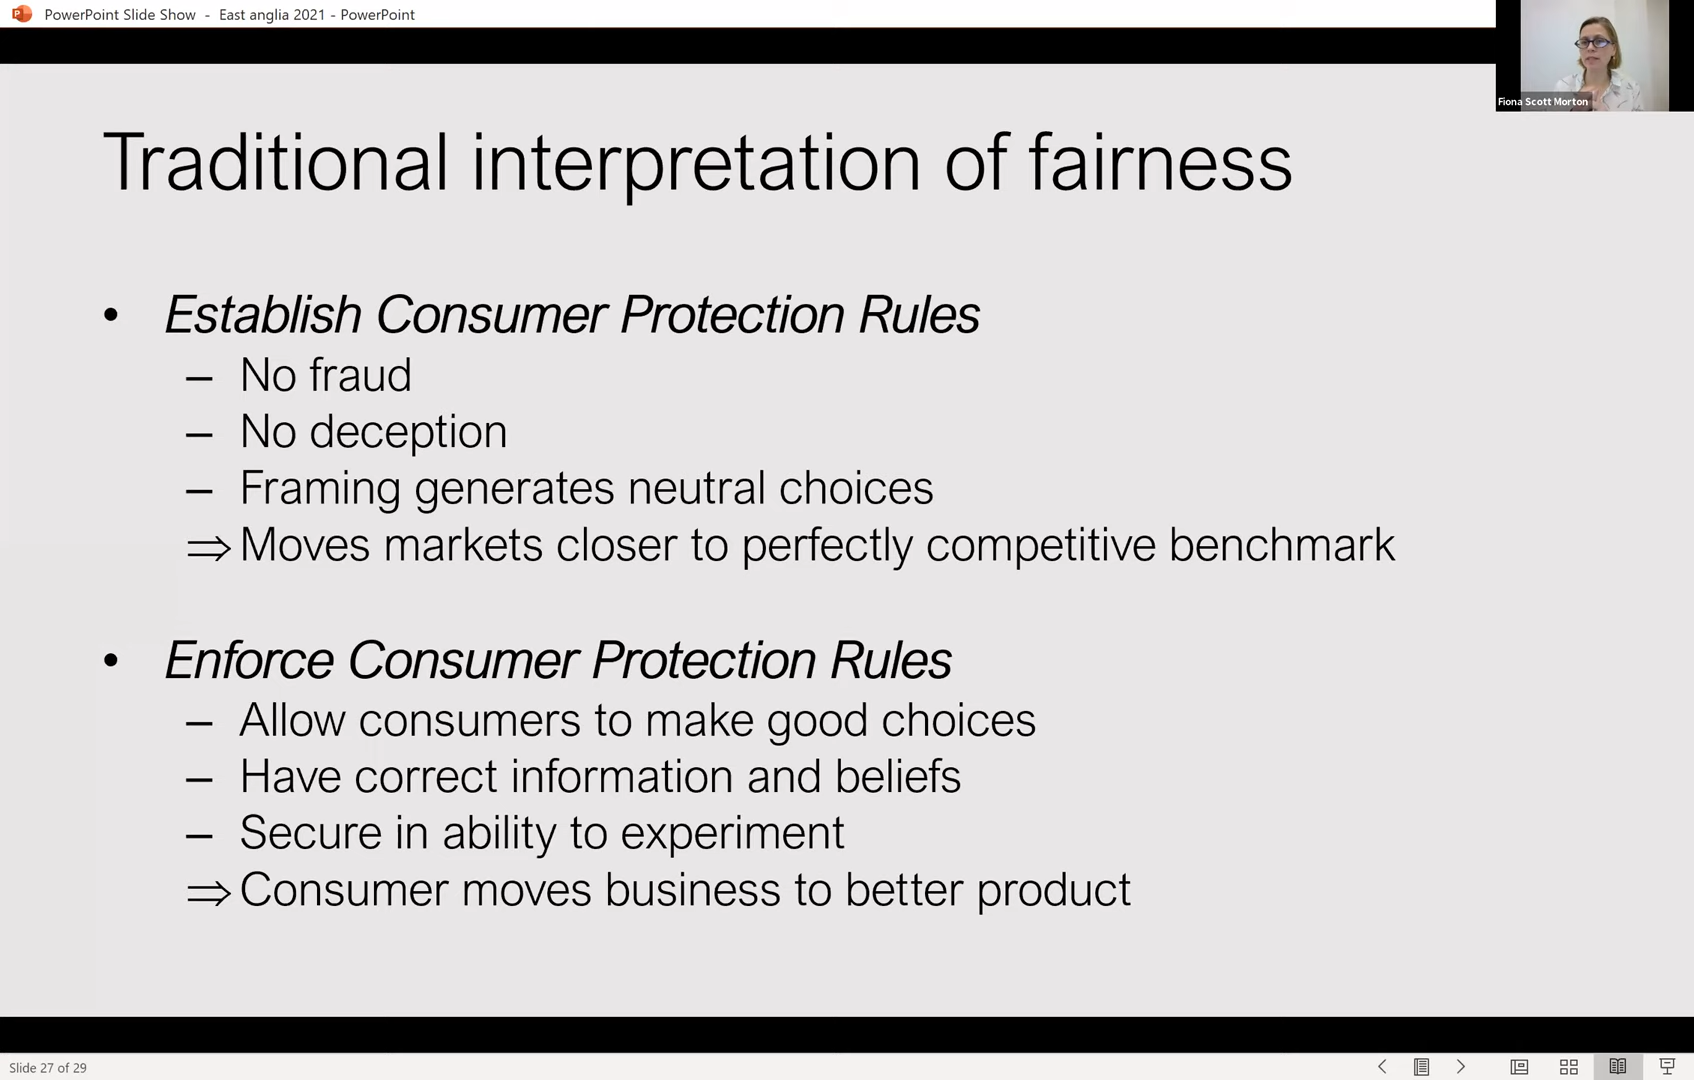 PowerPoint Slide Show - East anglia 2021 - PowerPoint
Fiona Scott Morton
Traditional interpretation of fairness
• Establish Consumer Protection Rules
– No fraud
– No deception
– Framing generates neutral choices
⇒ Moves markets closer to perfectly competitive benchmark
• Enforce Consumer Protection Rules
– Allow consumers to make good choices
– Have correct information and beliefs
– Secure in ability to experiment
⇒ Consumer moves business to better product
Slide 27 of 29